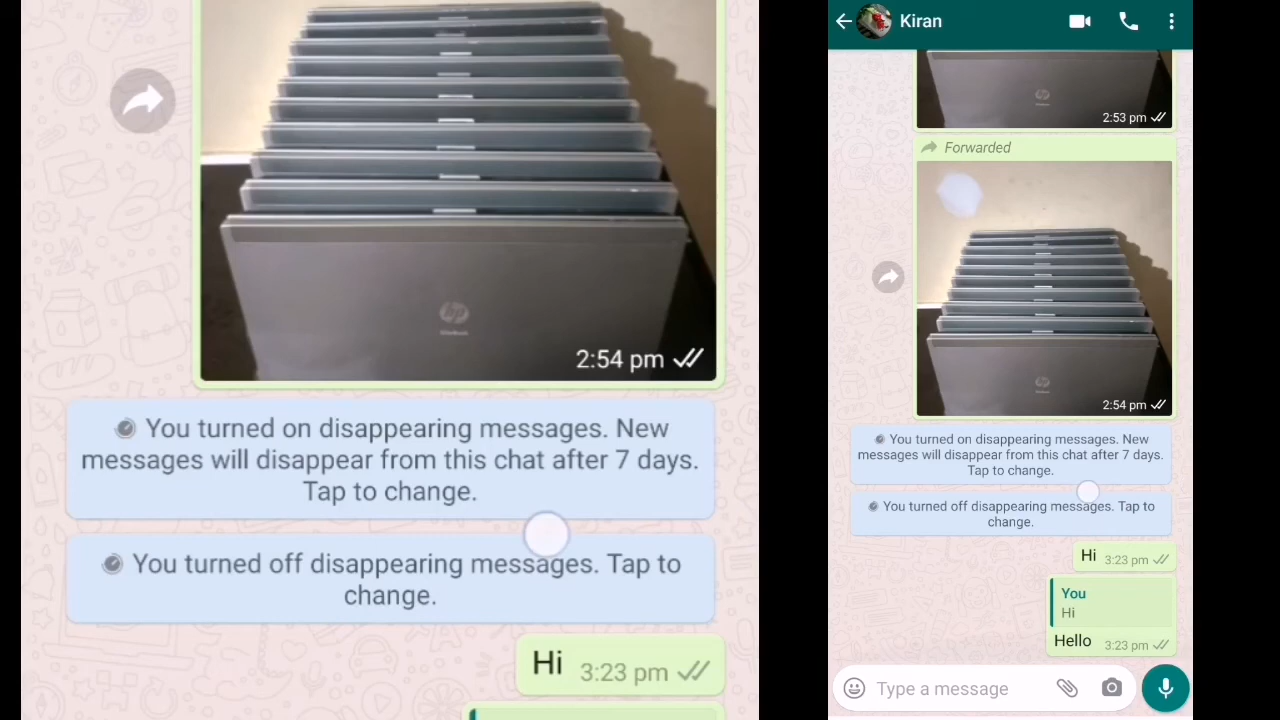 hp
2:54 pm
You turned on disappearing messages. New
messages will disappear from this chat after 7 days.
Tap to change.
You turned off disappearing messages. Tap to
change.
Hi
3:23 pm
Kiran
hp
2:53 pm
Forwarded
hp
2:54 pm
You turned on disappearing messages. New
messages will disappear from this chat after 7 days.
Tap to change.
You turned off disappearing messages. Tap to
change.
Hi 3:23 pm
You
Hi
Hello 3:23 pm
Type a message